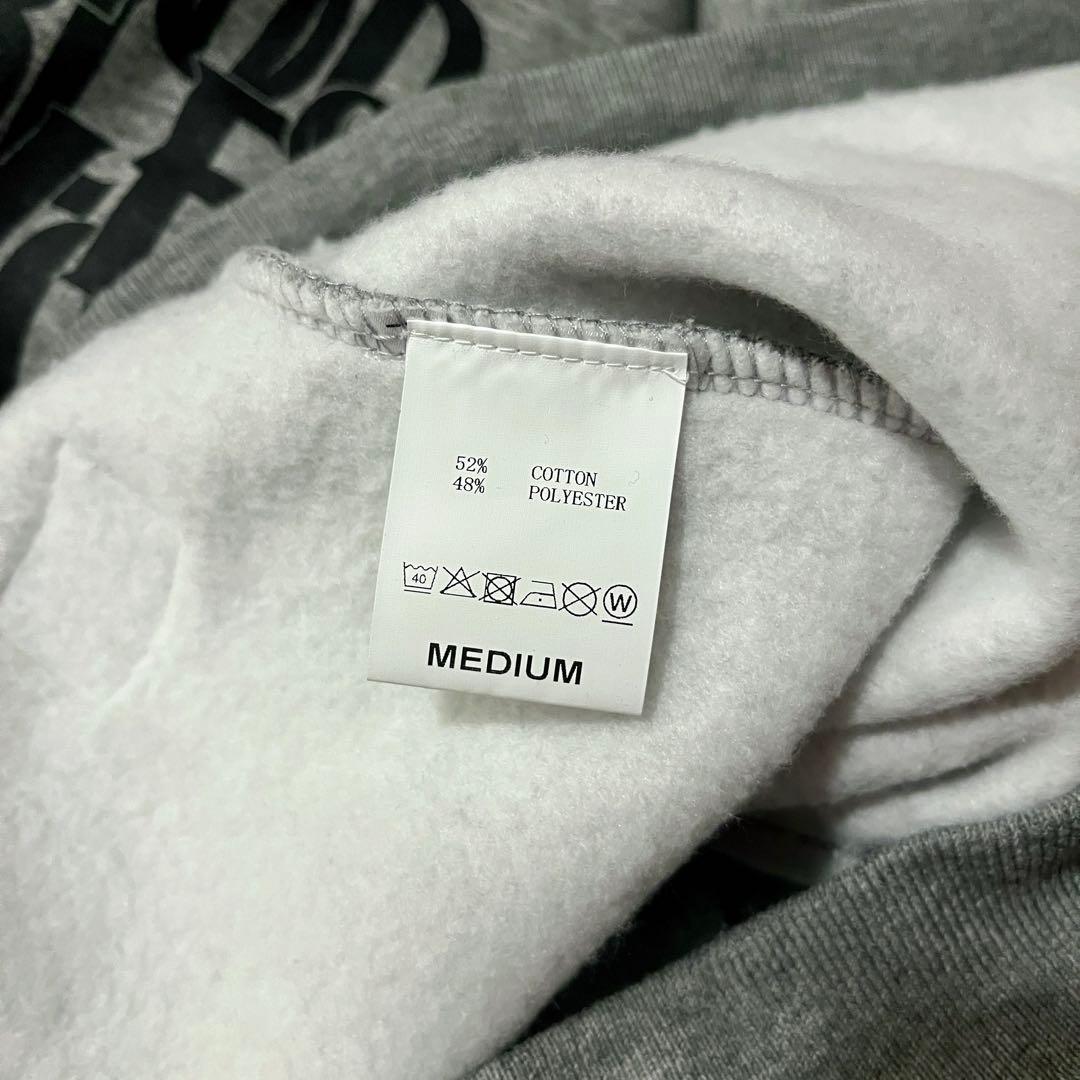 52% COTTON
48% POLYESTER
40
W
MEDIUM